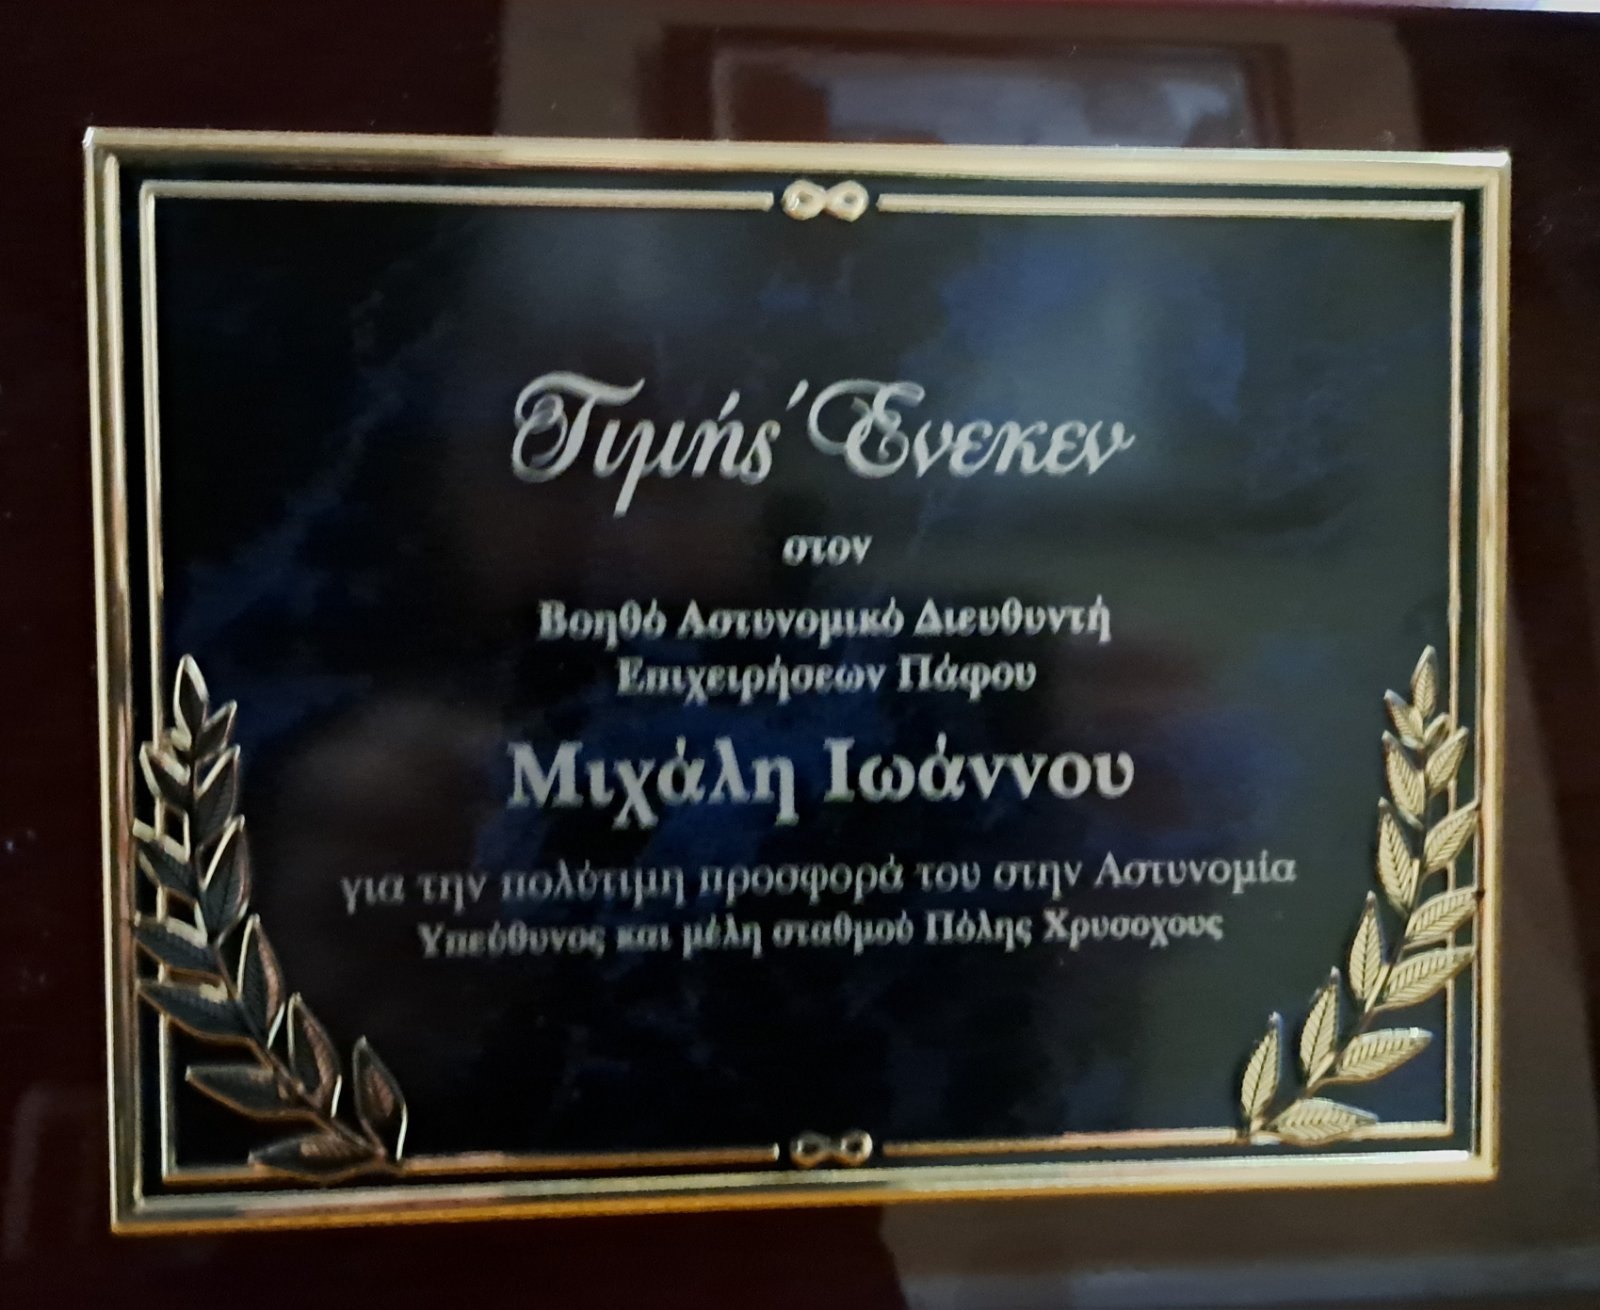 Τιμής Ένεκεν
στον
Βοηθό Αστυνομικό Διευθυντή
Επιχειρήσεων Πάφου
Μιχάλη Ιωάννου
για την πολύτιμη προσφορά του στην Αστυνομία
Υπεύθυνος και μέλη σταθμού Πόλης Χρυσοχους